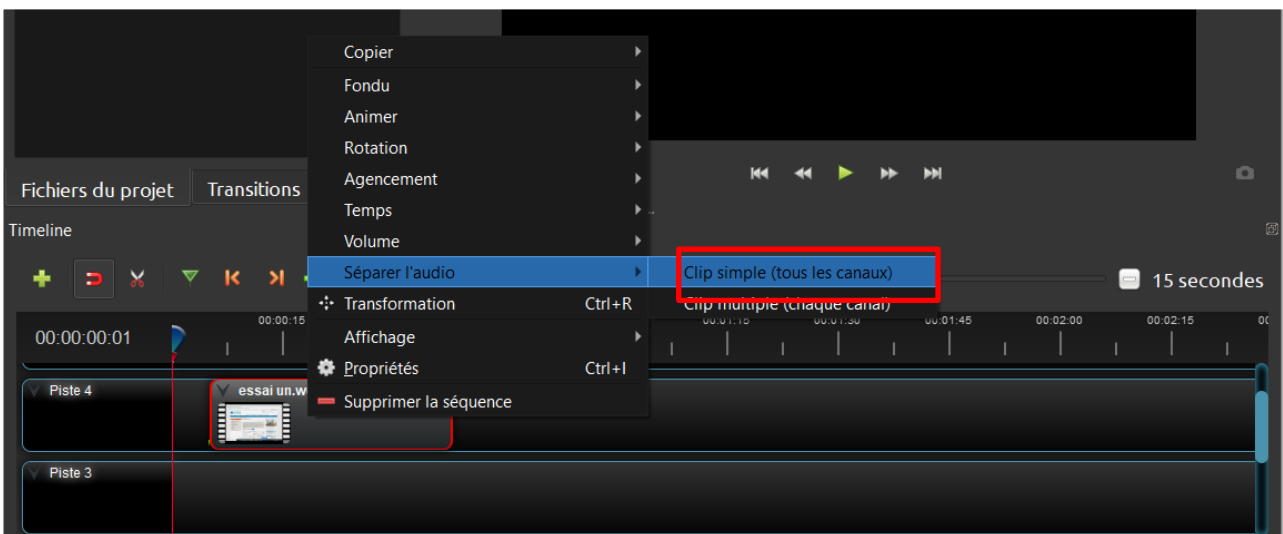 Copier
Fondu
Animer
Rotation
Agencement
Temps
Volume
Séparer l'audio
Transformation Ctrl+R
Affichage
Propriétés Ctrl+I
Supprimer la séquence
Clip simple (tous les canaux)
Clip multiple (chaque canal)
Fichiers du projet Transitions
Timeline
15 secondes
00:00:00:01 00:00:15 00:01:15 00:01:30 00:01:45 00:02:00 00:02:15
Piste 4 essai un.w
Piste 3